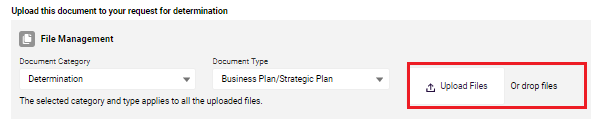 Upload this document to your request for determination
File Management
Document Category Document Type
Determination Business Plan/Strategic Plan Upload Files Or drop files
The selected category and type applies to all the uploaded files.